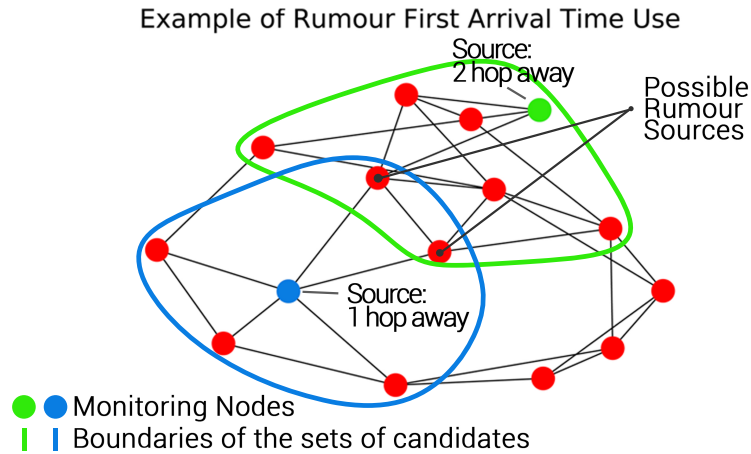 Example of Rumour First Arrival Time Use
Source:
2 hop away
Possible
Rumour
Sources
Source:
1 hop away
Monitoring Nodes
Boundaries of the sets of candidates